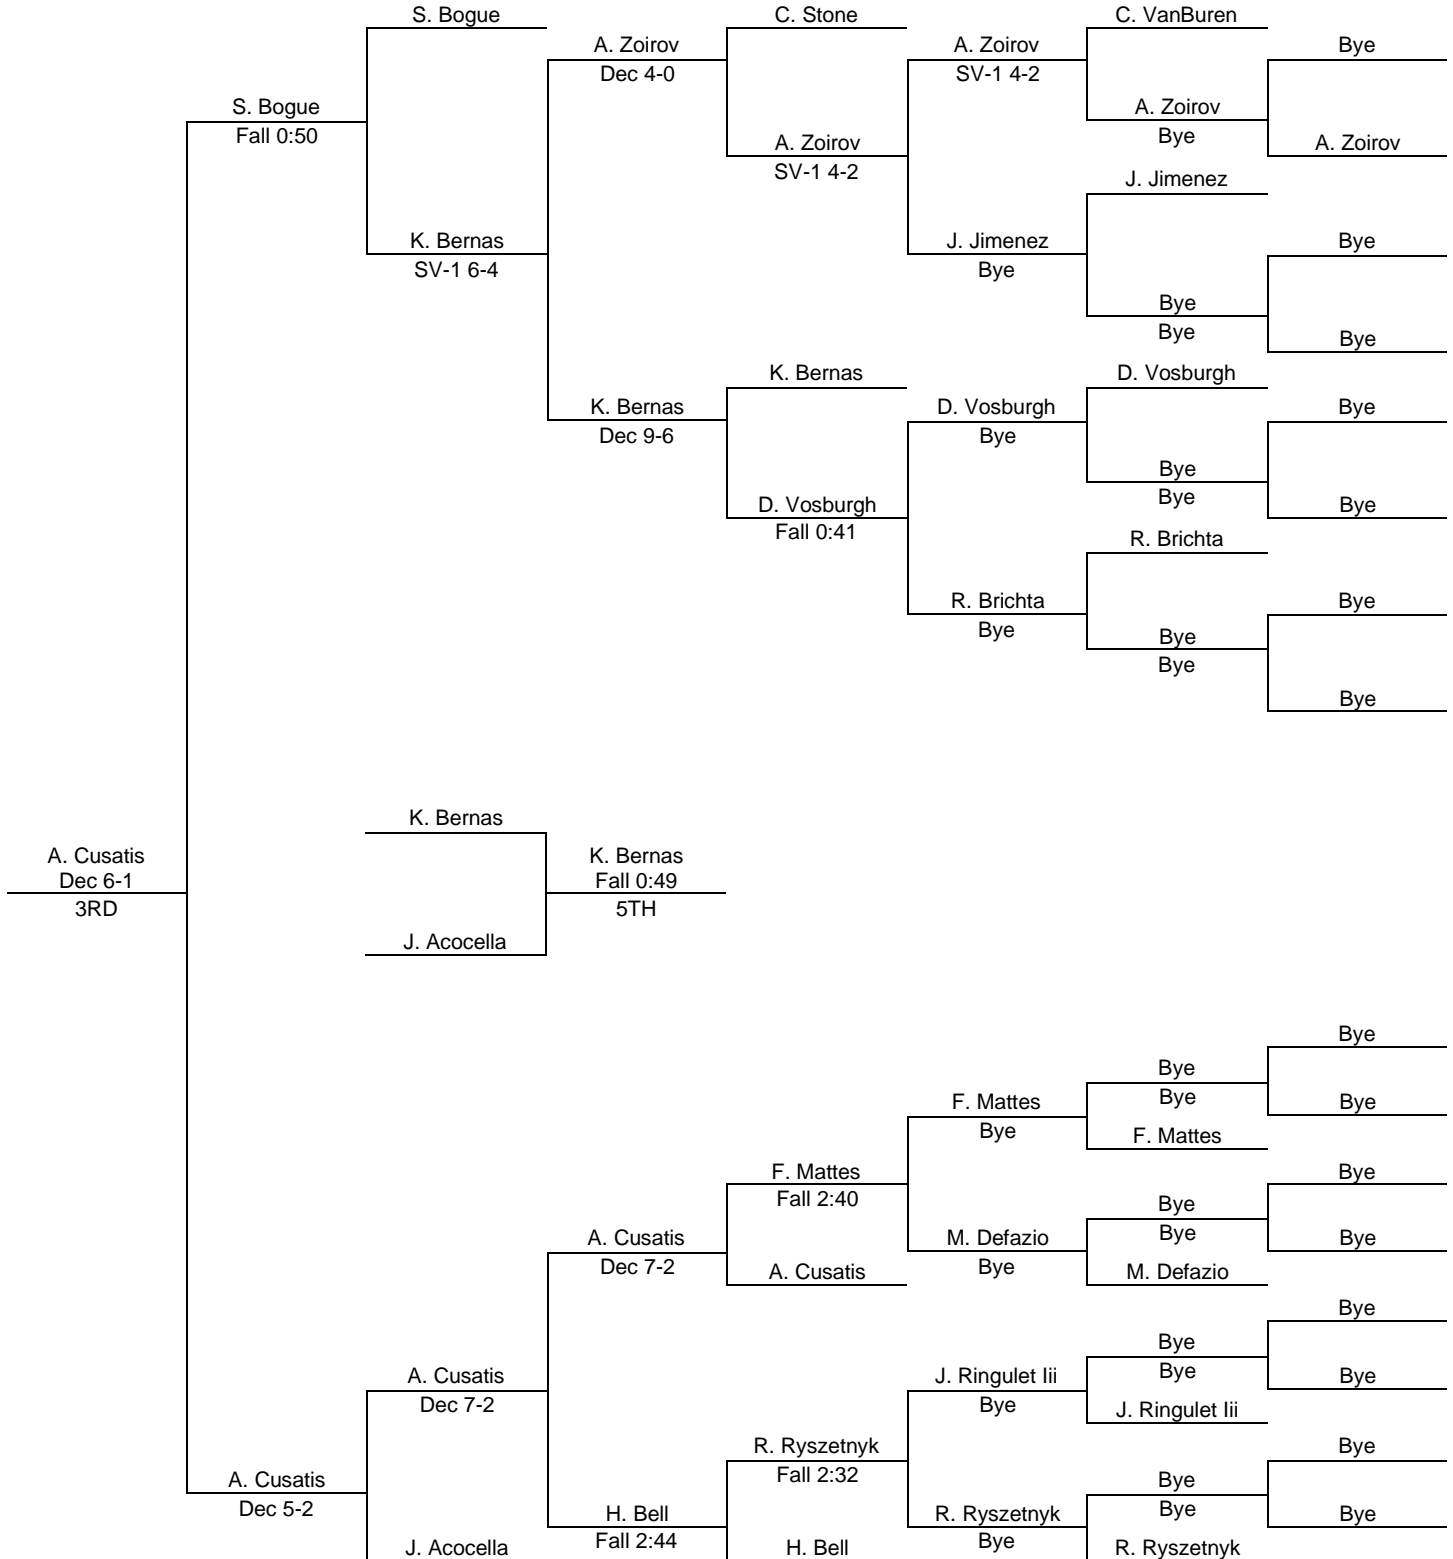 S. Bogue
C. Stone
C. VanBuren
A. Zoirov
Dec 4-0
A. Zoirov
SV-1 4-2
Bye
S. Bogue
Fall 0:50
A. Zoirov
Bye
A. Zoirov
SV-1 4-2
A. Zoirov
J. Jimenez
K. Bernas
SV-1 6-4
J. Jimenez
Bye
Bye
Bye
Bye
Bye
K. Bernas
D. Vosburgh
K. Bernas
Dec 9-6
D. Vosburgh
Bye
Bye
Bye
Bye
D. Vosburgh
Fall 0:41
Bye
R. Brichta
R. Brichta
Bye
Bye
Bye
Bye
Bye
K. Bernas
A. Cusatis
Dec 6-1
3RD
K. Bernas
Fall 0:49
5TH
J. Acocella
Bye
Bye
Bye
F. Mattes
Bye
Bye
F. Mattes
F. Mattes
Fall 2:40
Bye
Bye
Bye
A. Cusatis
Dec 7-2
M. Defazio
Bye
Bye
A. Cusatis
M. Defazio
Bye
Bye
Bye
A. Cusatis
Dec 7-2
J. Ringulet Iii
Bye
Bye
J. Ringulet Iii
R. Ryszetnyk
Fall 2:32
Bye
A. Cusatis
Dec 5-2
Bye
Bye
H. Bell
Fall 2:44
R. Ryszetnyk
Bye
Bye
J. Acocella
H. Bell
R. Ryszetnyk